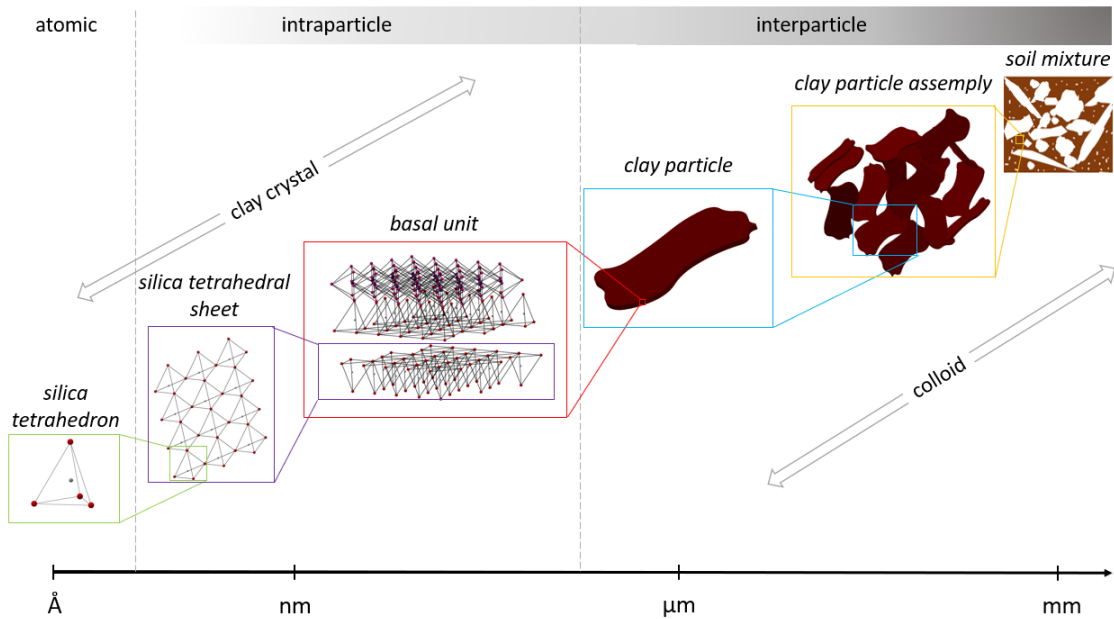 atomic
intraparticle
interparticle
soil mixture
clay particle assemply
clay particle
clay crystal
basal unit
silica tetrahedral
sheet
colloid
silica
tetrahedron
Å
nm
μm
mm